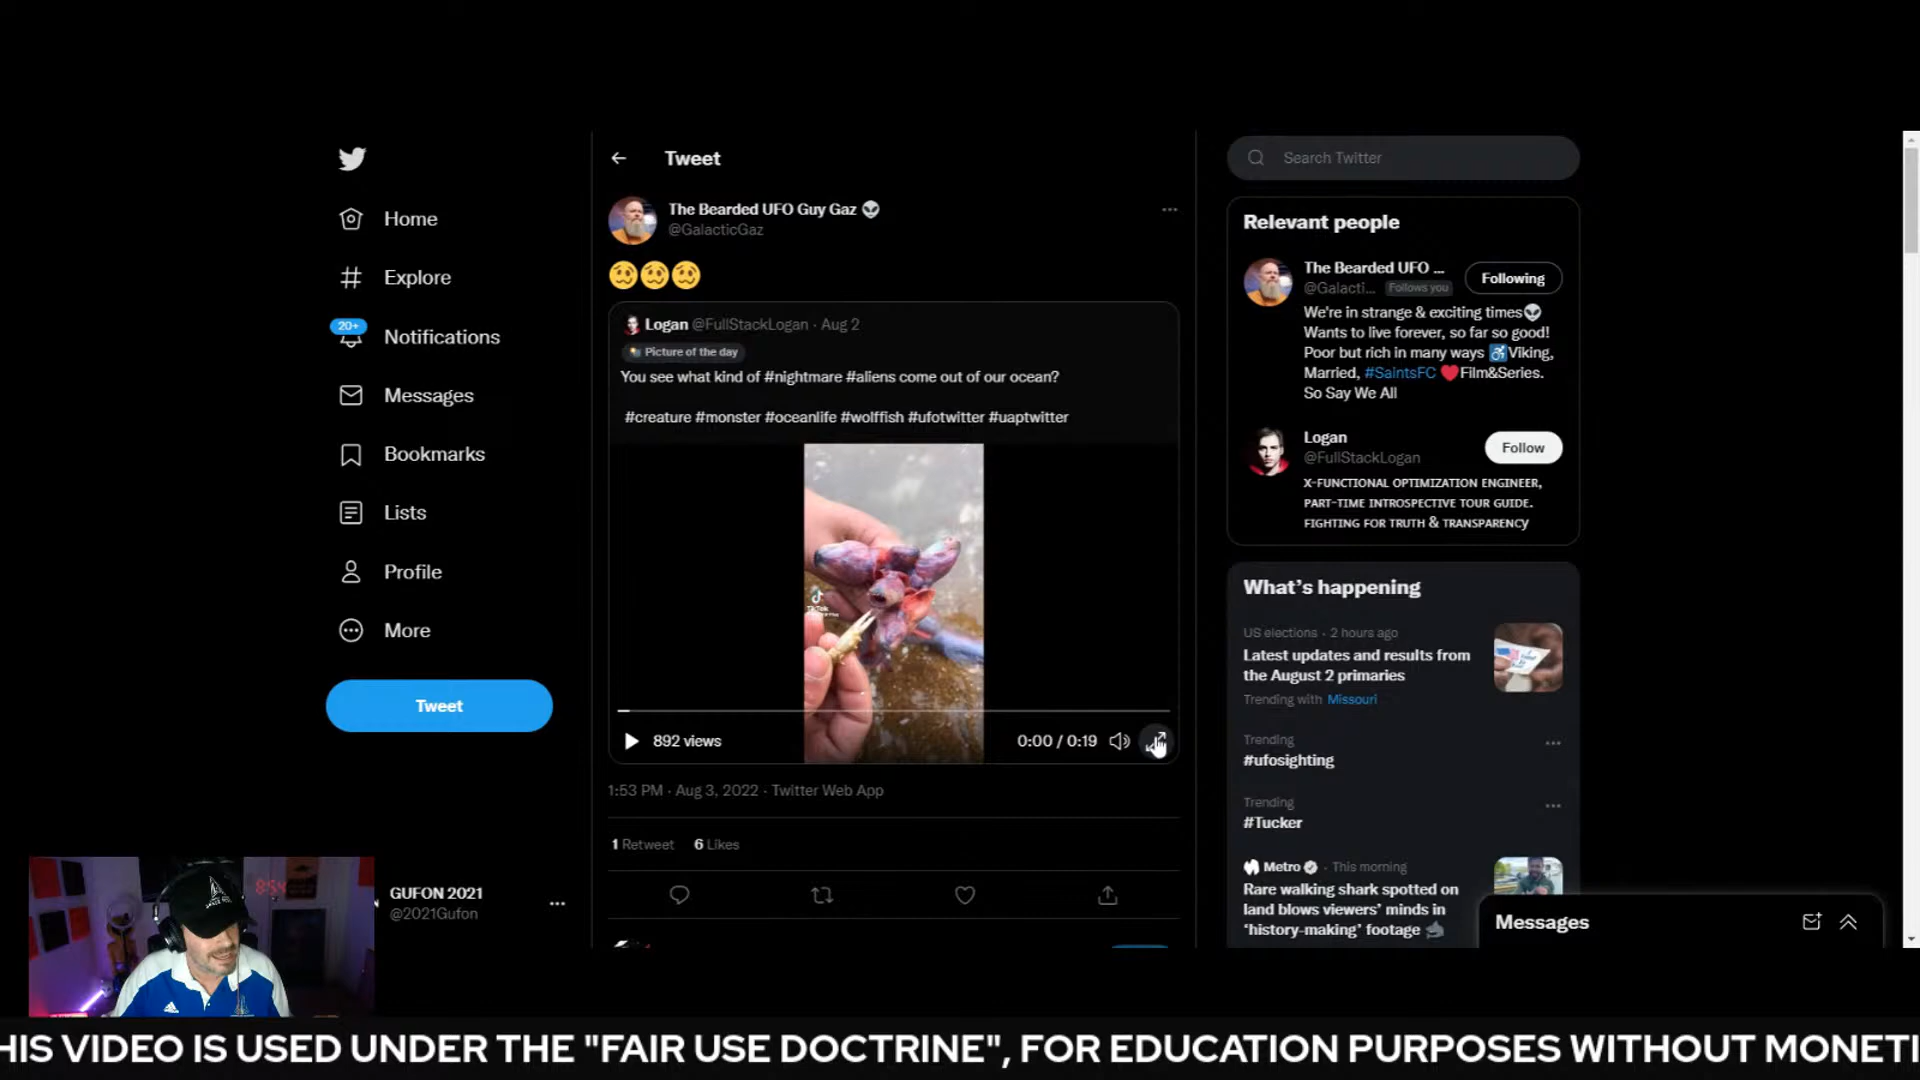 Home
Explore
20+
Notifications
Messages
Bookmarks
Lists
Profile
More
Tweet
GUFON 2021
@2021Gufon
8:54
Tweet
The Bearded UFO Guy Gaz
@GalacticGaz
Logan @FullStackLogan · Aug 2
Picture of the day
You see what kind of #nightmare #aliens come out of our ocean?
#creature #monster #oceanlife #wolffish #ufotwitter #uaptwitter
TikTok
892 views
0:00 / 0:19
1:53 PM · Aug 3, 2022 · Twitter Web App
1 Retweet 6 Likes
Search Twitter
Relevant people
The Bearded UFO ...
Following
@Galacti... Follows you
We're in strange & exciting times
Wants to live forever, so far so good!
Poor but rich in many ways Viking,
Married, #SaintsFC Film&Series.
So Say We All
Logan
@FullStackLogan
Follow
X-FUNCTIONAL OPTIMIZATION ENGINEER,
PART-TIME INTROSPECTIVE TOUR GUIDE.
FIGHTING FOR TRUTH & TRANSPARENCY
What's happening
US elections · 2 hours ago
Latest updates and results from
the August 2 primaries
Trending with Missouri
Trending
#ufosighting
Trending
#Tucker
Metro · This morning
Rare walking shark spotted on
land blows viewers' minds in
'history-making' footage
Messages
HIS VIDEO IS USED UNDER THE "FAIR USE DOCTRINE", FOR EDUCATION PURPOSES WITHOUT MONETI